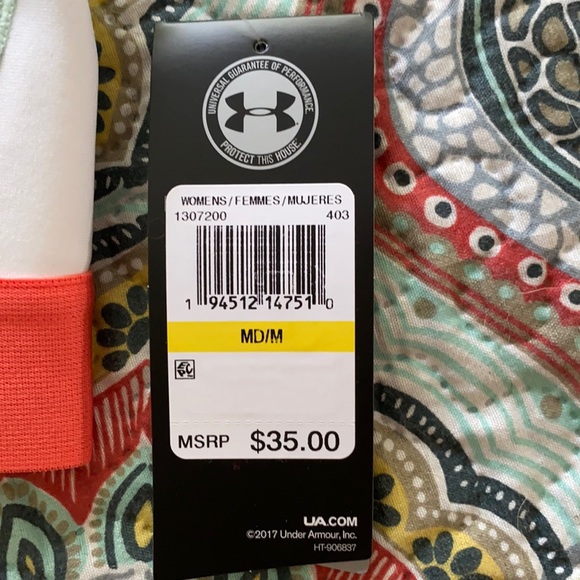 UNIVERSAL GUARANTEE OF PERFORMANCE
PROTECT THIS HOUSE
WOMENS/FEMMES/MUJERES
1307200 403
1 94512 14751 0
MD/M
MSRP $35.00
UA.COM
©2017 Under Armour, Inc.
HT-906837